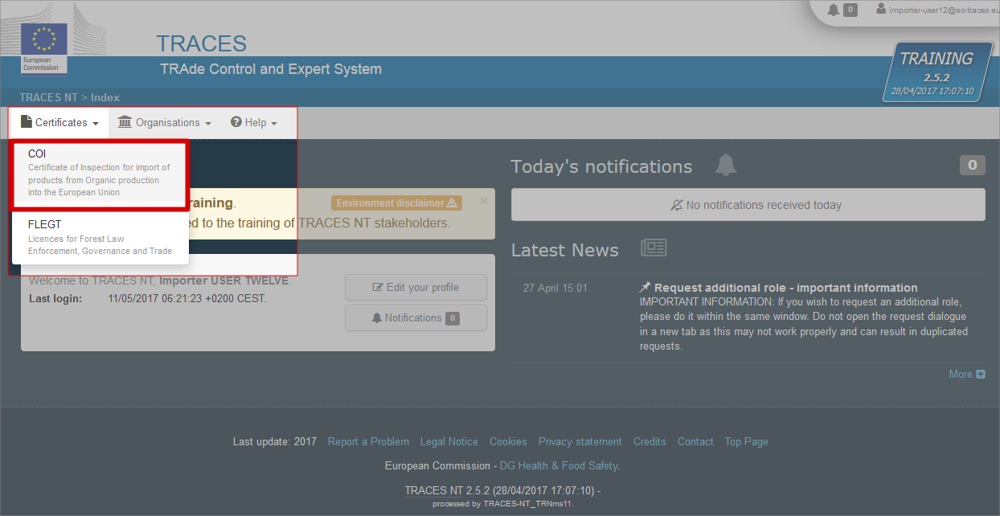 0 importer-user12@ec-traces.eu
European
Commission
TRACES
TRAde Control and Expert System
TRAINING
2.5.2
28/04/2017 17:07:10
TRACES NT > Index
Certificates Organisations Help
COI
Certificate of Inspection for import of
products from Organic production
into the European Union
FLEGT
Licences for Forest Law
Enforcement, Governance and Trade
raining.
Environment disclaimer
×
ed to the training of TRACES NT stakeholders.
Welcome to TRACES NT, Importer USER TWELVE.
Last login: 11/05/2017 06:21:23 +0200 CEST.
Edit your profile
Notifications 0
Today's notifications 0
No notifications received today
Latest News
27 April 15:01
Request additional role - important information
IMPORTANT INFORMATION: If you wish to request an additional role,
please do it within the same window. Do not open the request dialogue
in a new tab as this may not work properly and can result in duplicated
requests.
More
Last update: 2017 Report a Problem Legal Notice Cookies Privacy statement Credits Contact Top Page
European Commission - DG Health & Food Safety.
TRACES NT 2.5.2 (28/04/2017 17:07:10) -
processed by TRACES-NT_TRNms11.